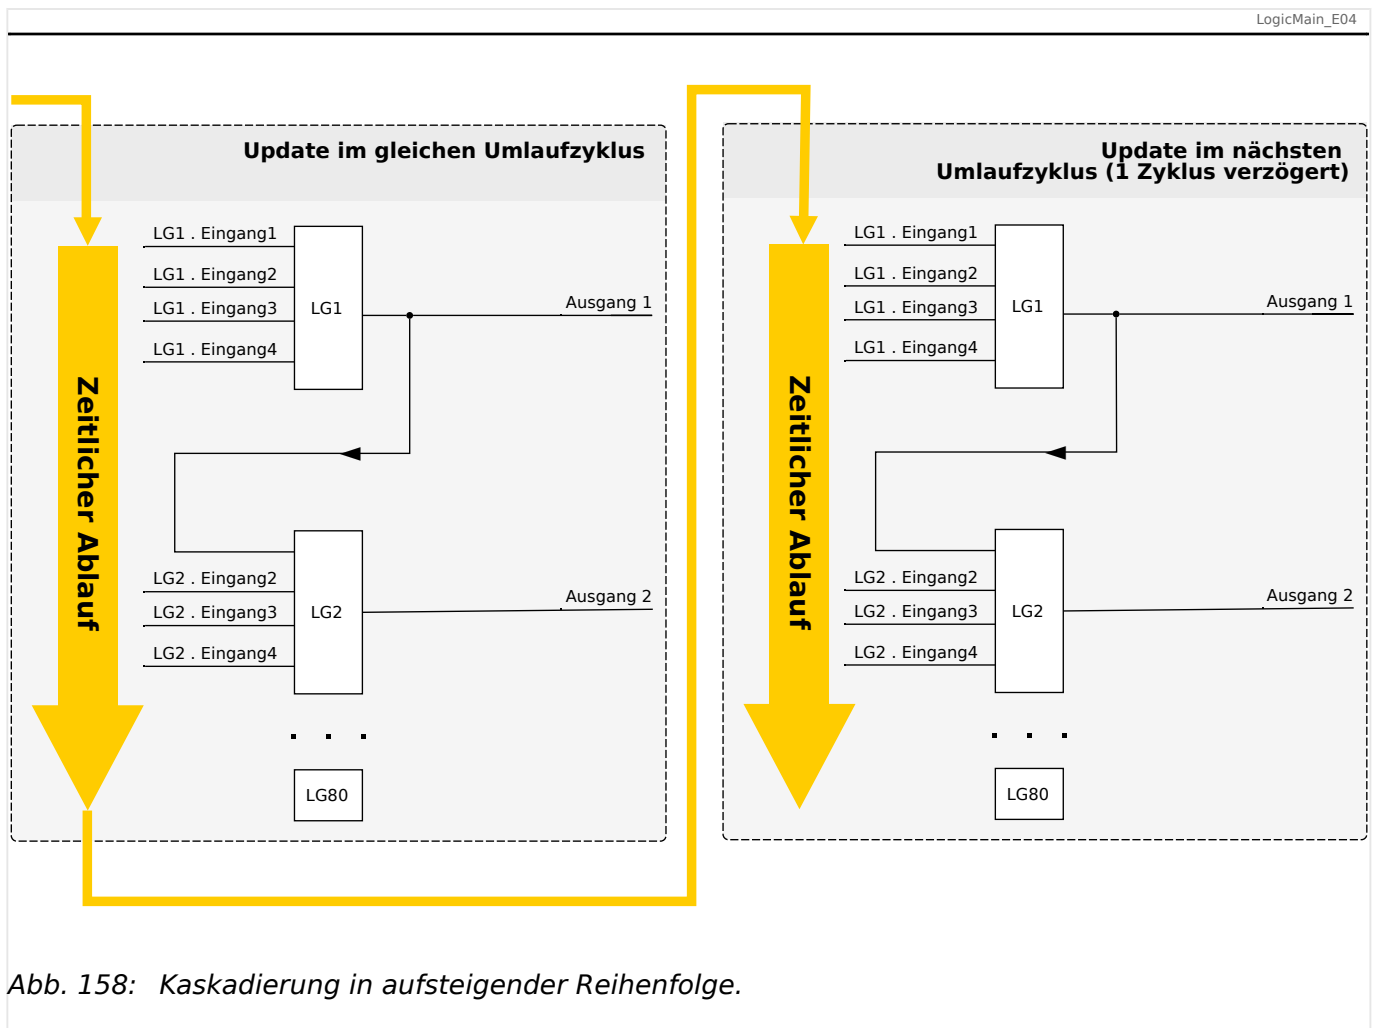 LogicMain_E04
Update im gleichen Umlaufzyklus
LG1 . Eingang1
LG1 . Eingang2
LG1 . Eingang3
LG1 . Eingang4
LG1
Ausgang 1
Zeitlicher Ablauf
LG2 . Eingang2
LG2 . Eingang3
LG2 . Eingang4
LG2
Ausgang 2
. . .
LG80
Update im nächsten
Umlaufzyklus (1 Zyklus verzögert)
LG1 . Eingang1
LG1 . Eingang2
LG1 . Eingang3
LG1 . Eingang4
LG1
Ausgang 1
Zeitlicher Ablauf
LG2 . Eingang2
LG2 . Eingang3
LG2 . Eingang4
LG2
Ausgang 2
. . .
LG80
Abb. 158: Kaskadierung in aufsteigender Reihenfolge.